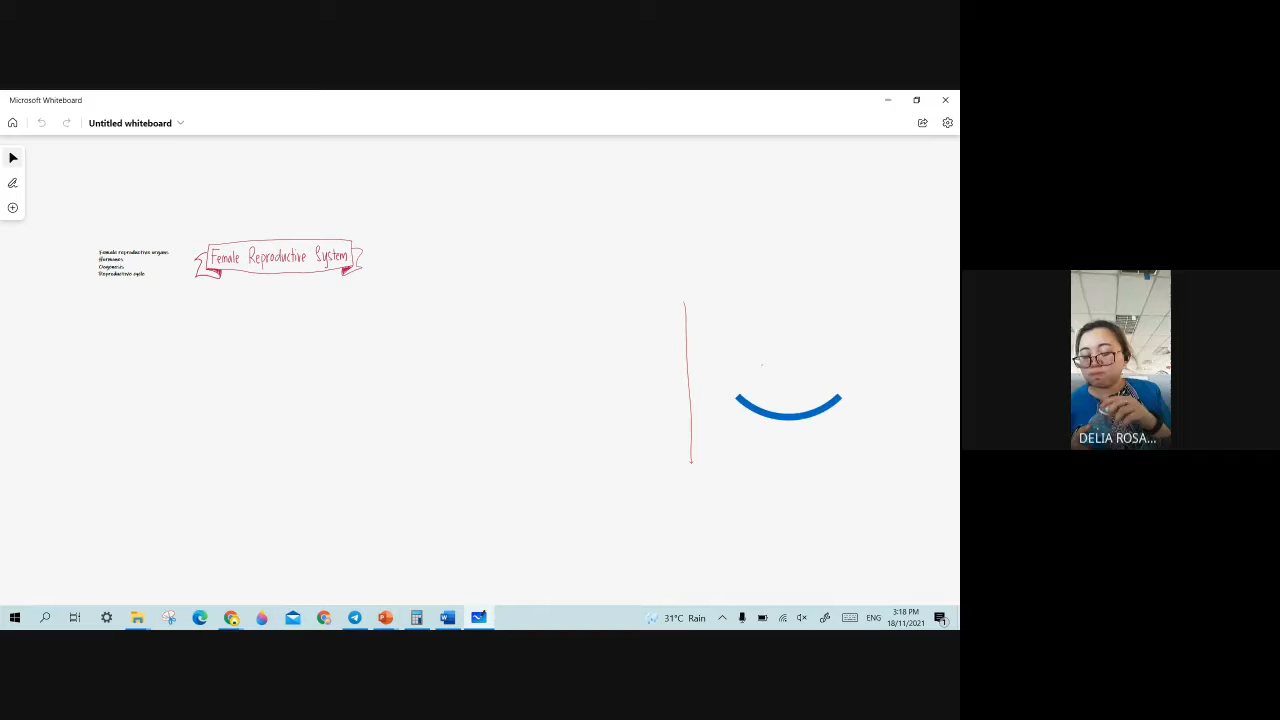 Microsoft Whiteboard
Untitled whiteboard
Female reproductive organs
Hormones
Oogenesis
Reproductive cycle
Female Reproductive System
DELIA ROSA...
31°C Rain
ENG
3:18 PM
18/11/2021
1